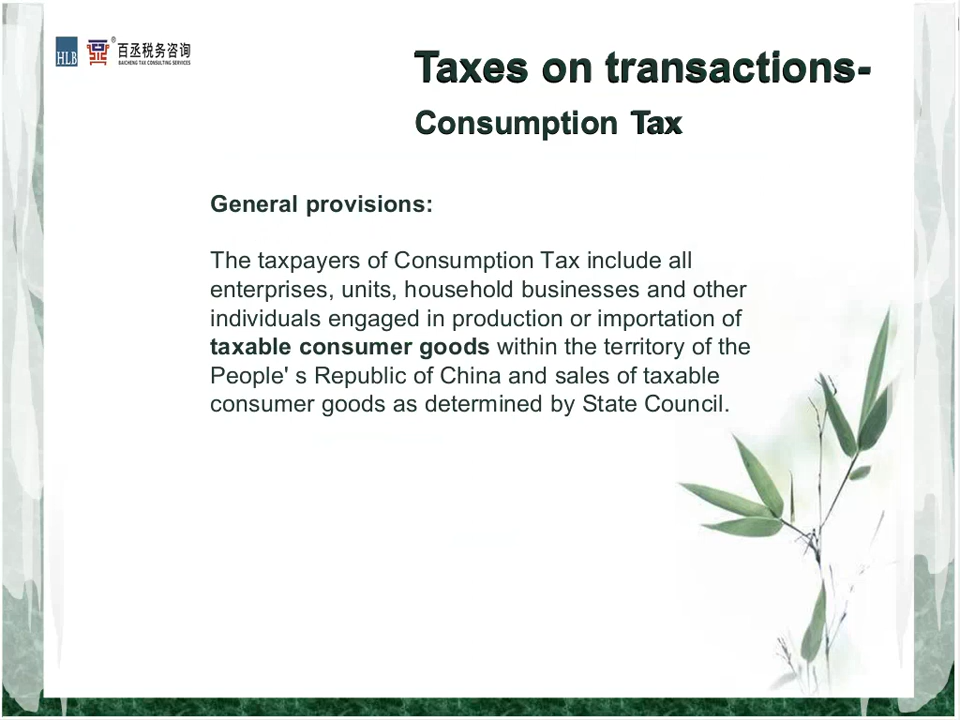 HLB
百丞税务咨询
BAICHENG TAX CONSULTING SERVICES
Taxes on transactions-
Consumption Tax
General provisions:
The taxpayers of Consumption Tax include all
enterprises, units, household businesses and other
individuals engaged in production or importation of
taxable consumer goods within the territory of the
People' s Republic of China and sales of taxable
consumer goods as determined by State Council.